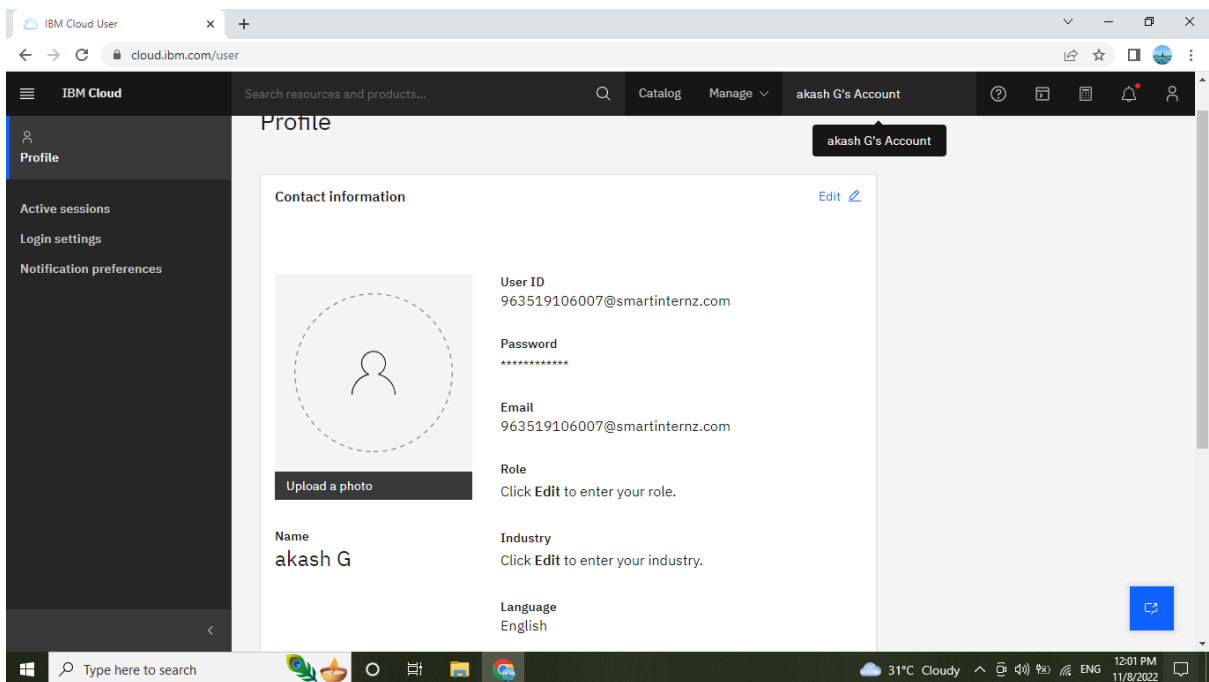 IBM Cloud User
cloud.ibm.com/user
IBM Cloud
Search resources and products...
Catalog
Manage
akash G's Account
akash G's Account
Profile
Active sessions
Login settings
Notification preferences
Profile
Contact information
Edit
User ID
963519106007@smartinternz.com
Password
************
Email
963519106007@smartinternz.com
Role
Click Edit to enter your role.
Upload a photo
Name
akash G
Industry
Click Edit to enter your industry.
Language
English
Type here to search
31°C Cloudy
ENG
12:01 PM
11/8/2022